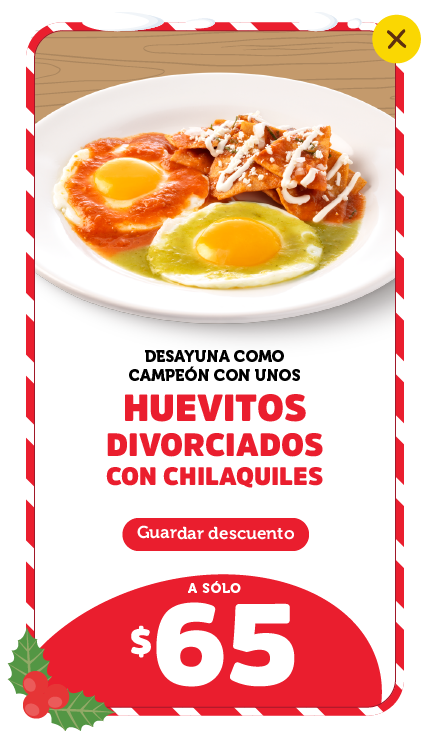 DESAYUNA COMO
CAMPEÓN CON UNOS
HUEVITOS
DIVORCIADOS
CON CHILAQUILES
Guardar descuento
A SÓLO
$65